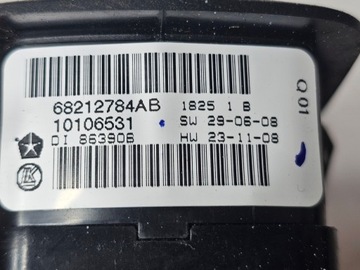 68212784AB 1825 1 8
10106531 SW 29-06-08
DI 863906 HW 23-11-08
Q01